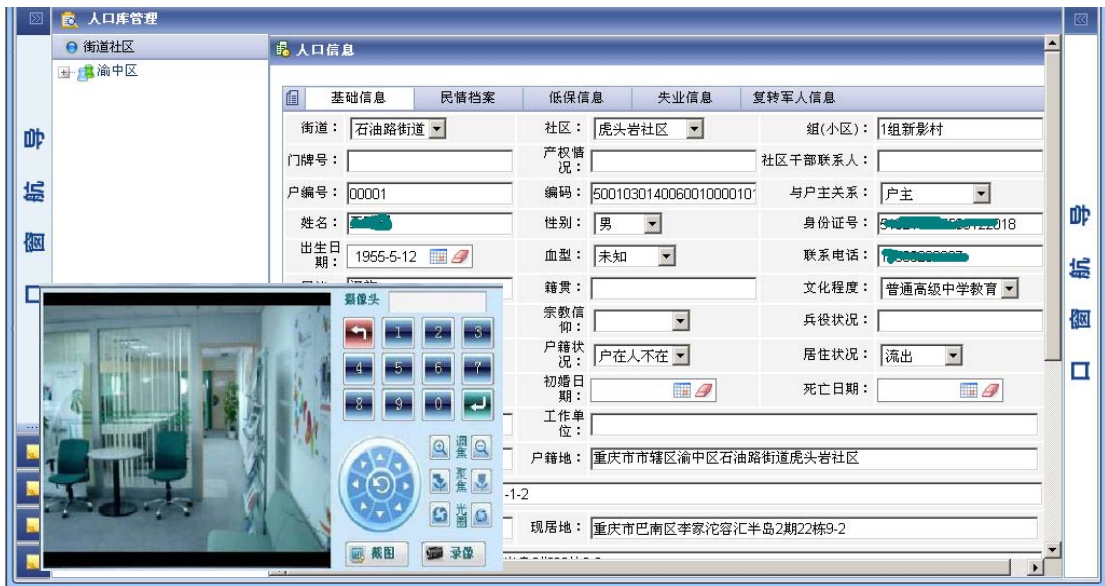 人口库管理
街道社区
渝中区
人口信息
基础信息 民情档案 低保信息 失业信息 复转军人信息
街道： 石油路街道 社区： 虎头岩社区 组(小区)： 1组新影村
门牌号： 产权情况： 社区干部联系人：
户编号： 00001 编码： 500103014006001000010 与户主关系： 户主
姓名： 性别： 男 身份证号： 018
出生日期： 1955-5-12 血型： 未知 联系电话：
籍贯： 文化程度： 普通高级中学教育
宗教信仰： 兵役状况：
户籍状况： 户在人不在 居住状况： 流出
初婚日期： 死亡日期：
工作单位：
户籍地： 重庆市市辖区渝中区石油路街道虎头岩社区
-1-2
现居地： 重庆市巴南区李家沱容汇半岛2期22栋9-2
摄像头
1 2 3
4 5 6 7
8 9 0
调焦
聚焦
光圈
截图 录像
导航窗口
导航窗口